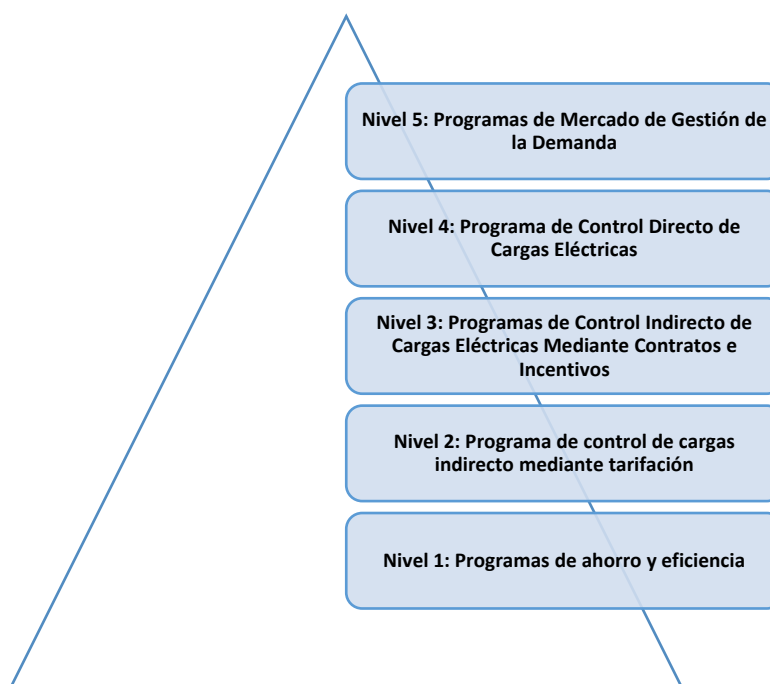 Nivel 5: Programas de Mercado de Gestión de
la Demanda
Nivel 4: Programa de Control Directo de
Cargas Eléctricas
Nivel 3: Programas de Control Indirecto de
Cargas Eléctricas Mediante Contratos e
Incentivos
Nivel 2: Programa de control de cargas
indirecto mediante tarifación
Nivel 1: Programas de ahorro y eficiencia